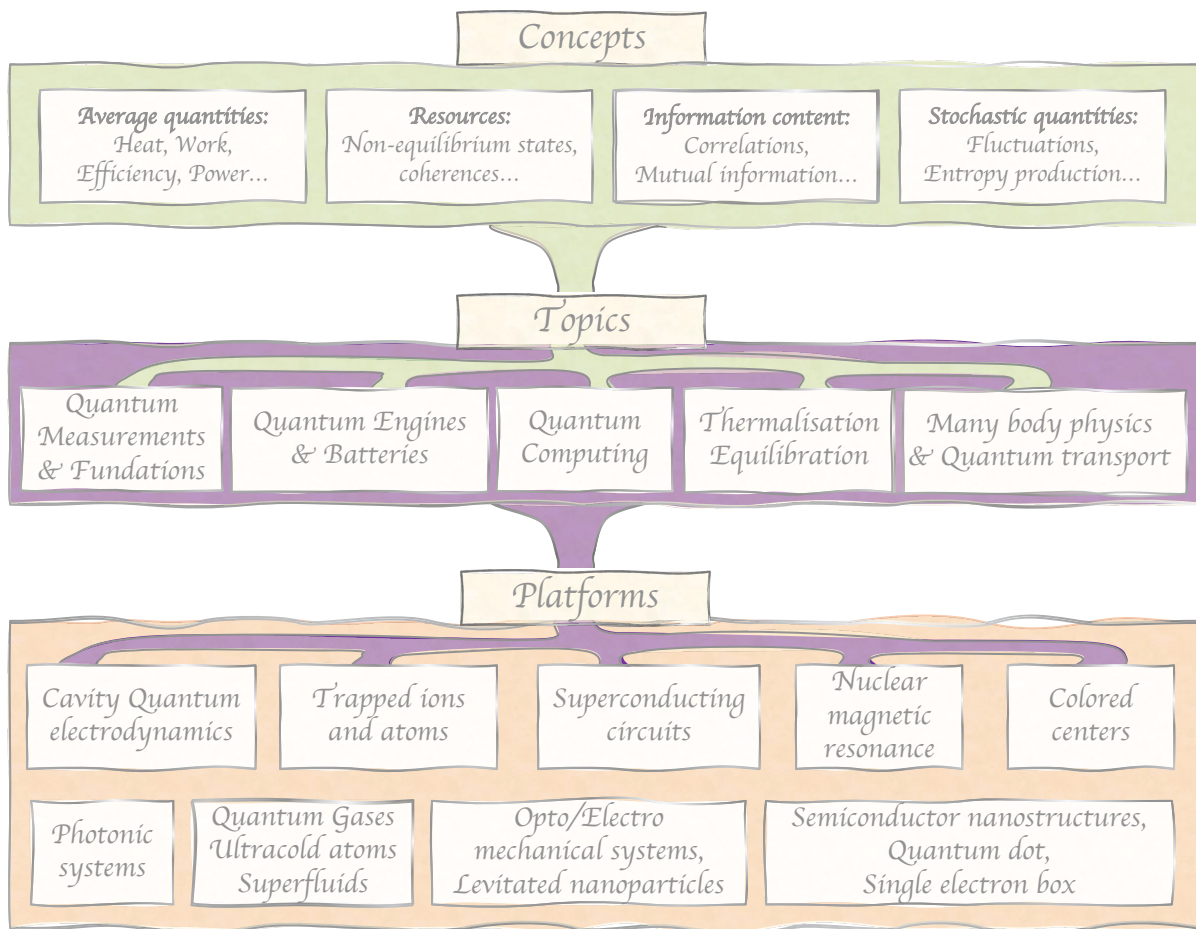 Concepts
Average quantities:
Heat, Work,
Efficiency, Power...
Resources:
Non-equilibrium states,
coherences...
Information content:
Correlations,
Mutual information...
Stochastic quantities:
Fluctuations,
Entropy production...
Topics
Quantum
Measurements
& Fundations
Quantum Engines
& Batteries
Quantum
Computing
Thermalisation
Equilibration
Many body physics
& Quantum transport
Platforms
Cavity Quantum
electrodynamics
Trapped ions
and atoms
Superconducting
circuits
Nuclear
magnetic
resonance
Colored
centers
Photonic
systems
Quantum Gases
Ultracold atoms
Superfluids
Opto/Electro
mechanical systems,
Levitated nanoparticles
Semiconductor nanostructures,
Quantum dot,
Single electron box